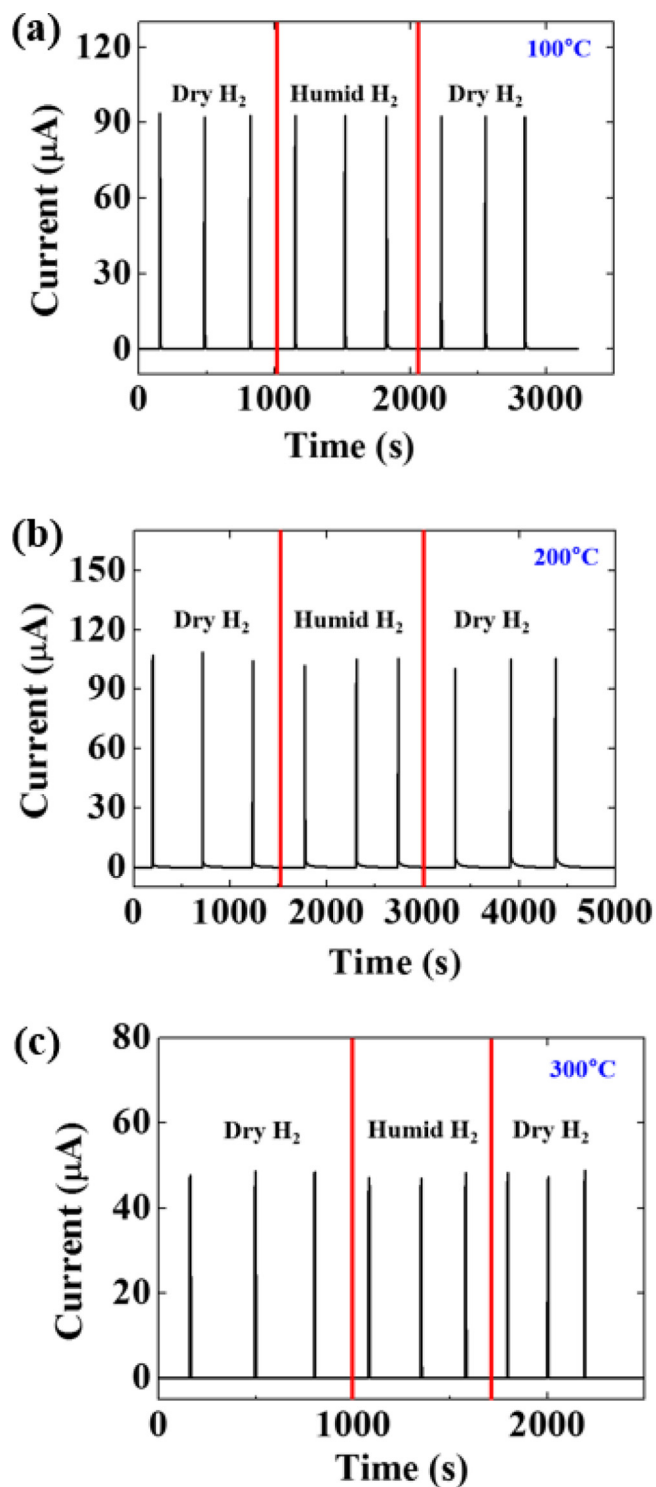 (a)
100°C
120
Dry H₂ Humid H₂ Dry H₂
90
60
30
0
Current (μA)
0 1000 2000 3000
Time (s)
(b)
200°C
150
120
Dry H₂ Humid H₂ Dry H₂
90
60
30
0
Current (μA)
0 1000 2000 3000 4000 5000
Time (s)
(c)
80
300°C
60
Dry H₂ Humid H₂ Dry H₂
40
20
0
Current (μA)
0 1000 2000
Time (s)